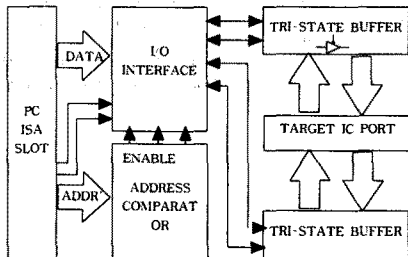 PC
ISA
SLOT
DATA
I/O
INTERFACE
ENABLE
ADDR'
ADDRESS
COMPARAT
OR
TRI-STATE BUFFER
TARGET IC PORT
TRI-STATE BUFFER